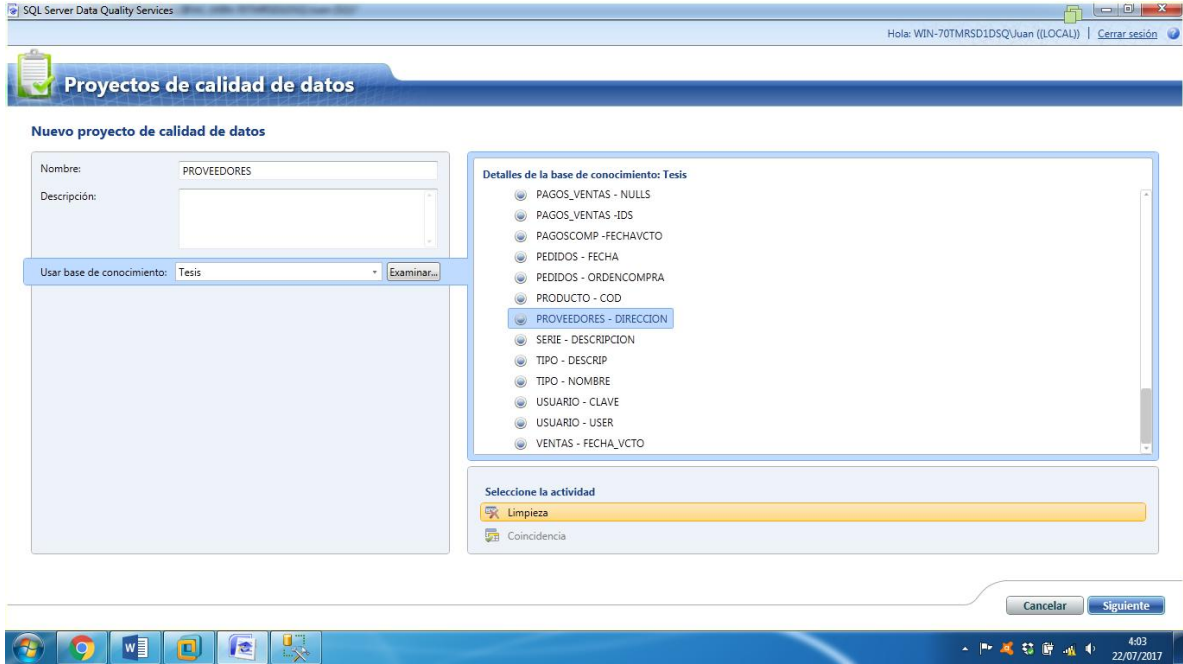 SQL Server Data Quality Services
Hola: WIN-70TMRSD1DSQ\Juan ((LOCAL)) | Cerrar sesión
Proyectos de calidad de datos
Nuevo proyecto de calidad de datos
Nombre: PROVEEDORES
Descripción:
Usar base de conocimiento: Tesis Examinar...
Detalles de la base de conocimiento: Tesis
PAGOS_VENTAS - NULLS
PAGOS_VENTAS -IDS
PAGOSCOMP -FECHAVCTO
PEDIDOS - FECHA
PEDIDOS - ORDENCOMPRA
PRODUCTO - COD
PROVEEDORES - DIRECCION
SERIE - DESCRIPCION
TIPO - DESCRIP
TIPO - NOMBRE
USUARIO - CLAVE
USUARIO - USER
VENTAS - FECHA_VCTO
Seleccione la actividad
Limpieza
Coincidencia
Cancelar Siguiente
4:03
22/07/2017